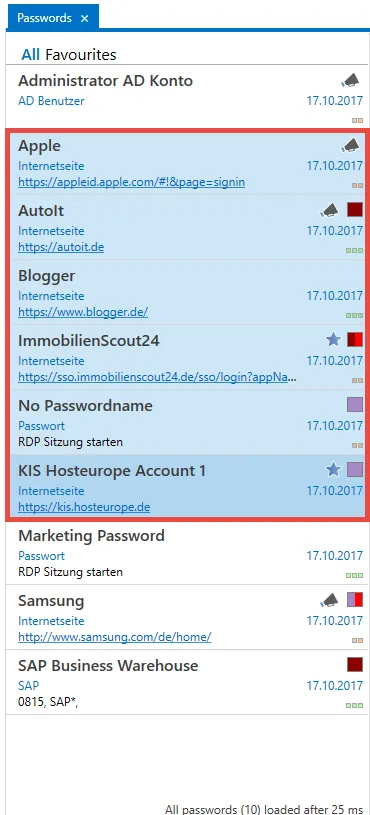 Passwords ×
All Favourites
Administrator AD Konto
AD Benutzer 17.10.2017
Apple
Internetseite 17.10.2017
https://appleid.apple.com/#!&page=signin
AutoIt
Internetseite 17.10.2017
https://autoit.de
Blogger
Internetseite 17.10.2017
https://www.blogger.de/
ImmobilienScout24
Internetseite 17.10.2017
https://sso.immobilienscout24.de/sso/login?appNa...
No Passwordname
Passwort 17.10.2017
RDP Sitzung starten
KIS Hosteurope Account 1
Internetseite 17.10.2017
https://kis.hosteurope.de
Marketing Password
Passwort 17.10.2017
RDP Sitzung starten
Samsung
Internetseite 17.10.2017
http://www.samsung.com/de/home/
SAP Business Warehouse
SAP 17.10.2017
0815, SAP*,
All passwords (10) loaded after 25 ms